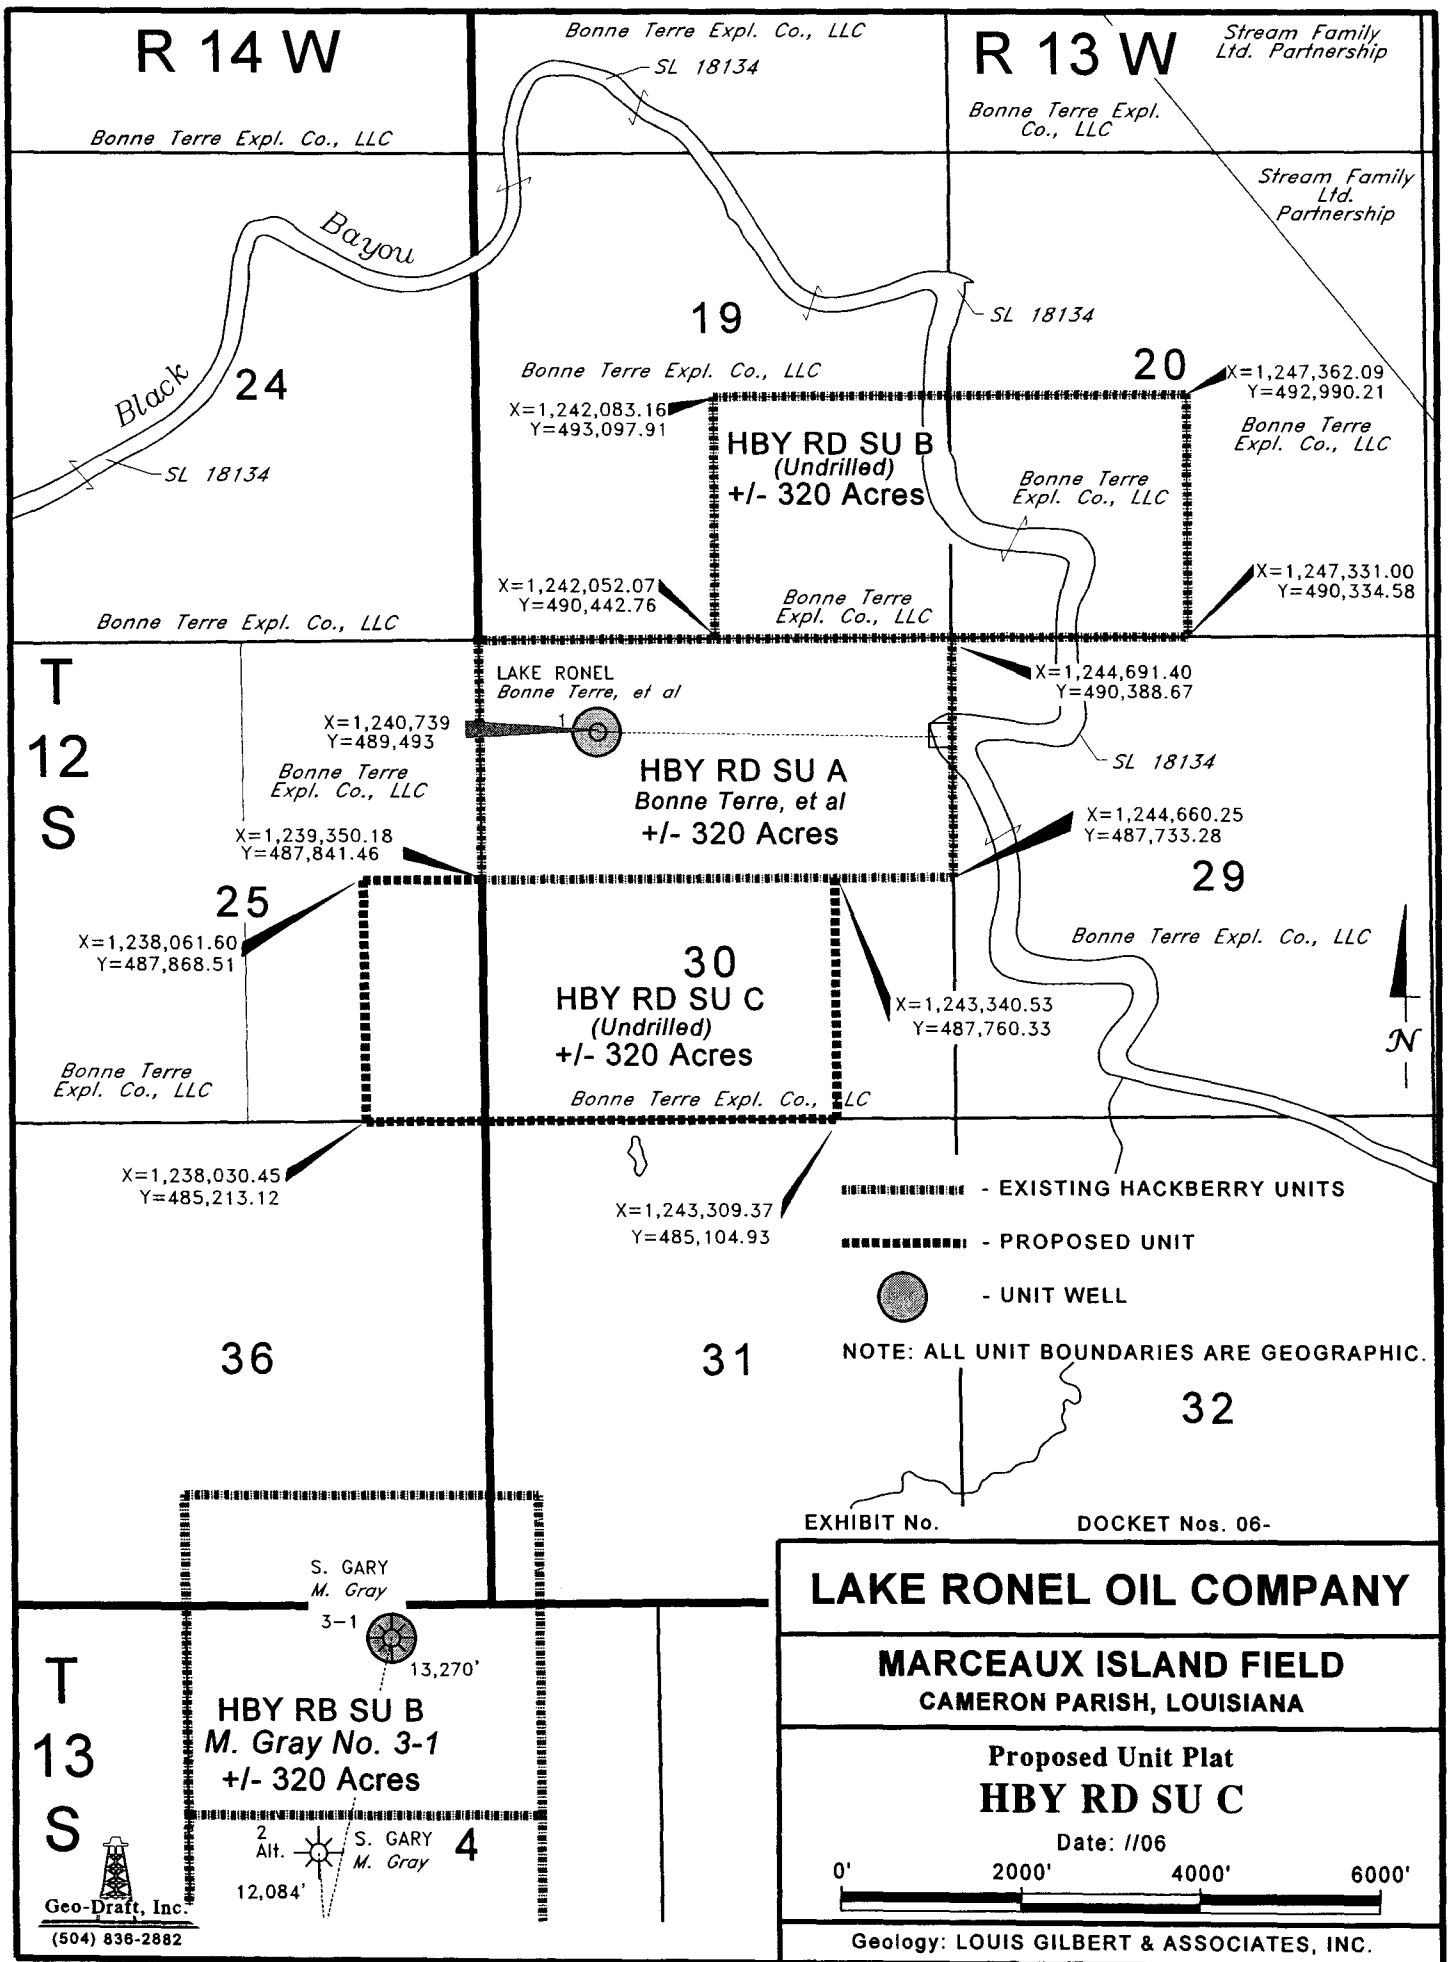 R 14 W
Bonne Terre Expl. Co., LLC
SL 18134
R 13 W
Stream Family
Ltd. Partnership
Bonne Terre Expl.
Co., LLC
Bonne Terre Expl. Co., LLC
Stream Family
Ltd.
Partnership
Bayou
Black
24
SL 18134
19
SL 18134
Bonne Terre Expl. Co., LLC
20
X=1,247,362.09
Y=492,990.21
X=1,242,083.16
Y=493,097.91
Bonne Terre
Expl. Co., LLC
HBY RD SU B
(Undrilled)
+/- 320 Acres
Bonne Terre
Expl. Co., LLC
X=1,242,052.07
Y=490,442.76
X=1,247,331.00
Y=490,334.58
Bonne Terre
Expl. Co., LLC
Bonne Terre Expl. Co., LLC
T
12
S
LAKE RONEL
Bonne Terre, et al
1
X=1,244,691.40
Y=490,388.67
X=1,240,739
Y=489,493
SL 18134
Bonne Terre
Expl. Co., LLC
HBY RD SU A
Bonne Terre, et al
+/- 320 Acres
X=1,239,350.18
Y=487,841.46
X=1,244,660.25
Y=487,733.28
25
29
X=1,238,061.60
Y=487,868.51
Bonne Terre Expl. Co., LLC
30
HBY RD SU C
(Undrilled)
+/- 320 Acres
X=1,243,340.53
Y=487,760.33
N
Bonne Terre
Expl. Co., LLC
Bonne Terre Expl. Co., LLC
X=1,238,030.45
Y=485,213.12
X=1,243,309.37
Y=485,104.93
- EXISTING HACKBERRY UNITS
- PROPOSED UNIT
- UNIT WELL
NOTE: ALL UNIT BOUNDARIES ARE GEOGRAPHIC.
36
31
32
EXHIBIT No.
DOCKET Nos. 06-
S. GARY
M. Gray
3-1
13,270'
T
13
S
HBY RB SU B
M. Gray No. 3-1
+/- 320 Acres
2
Alt.
S. GARY
M. Gray
4
12,084'
Geo-Draft, Inc.
(504) 836-2882
LAKE RONEL OIL COMPANY
MARCEAUX ISLAND FIELD
CAMERON PARISH, LOUISIANA
Proposed Unit Plat
HBY RD SU C
Date: //06
0' 2000' 4000' 6000'
Geology: LOUIS GILBERT & ASSOCIATES, INC.